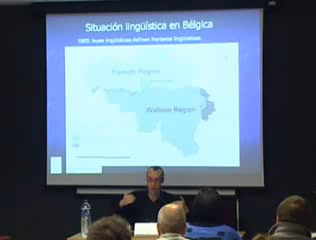 Situación lingüística en Bélgica
1963: leyes lingüísticas definen fronteras lingüísticas
Flemish Region
Walloon Region